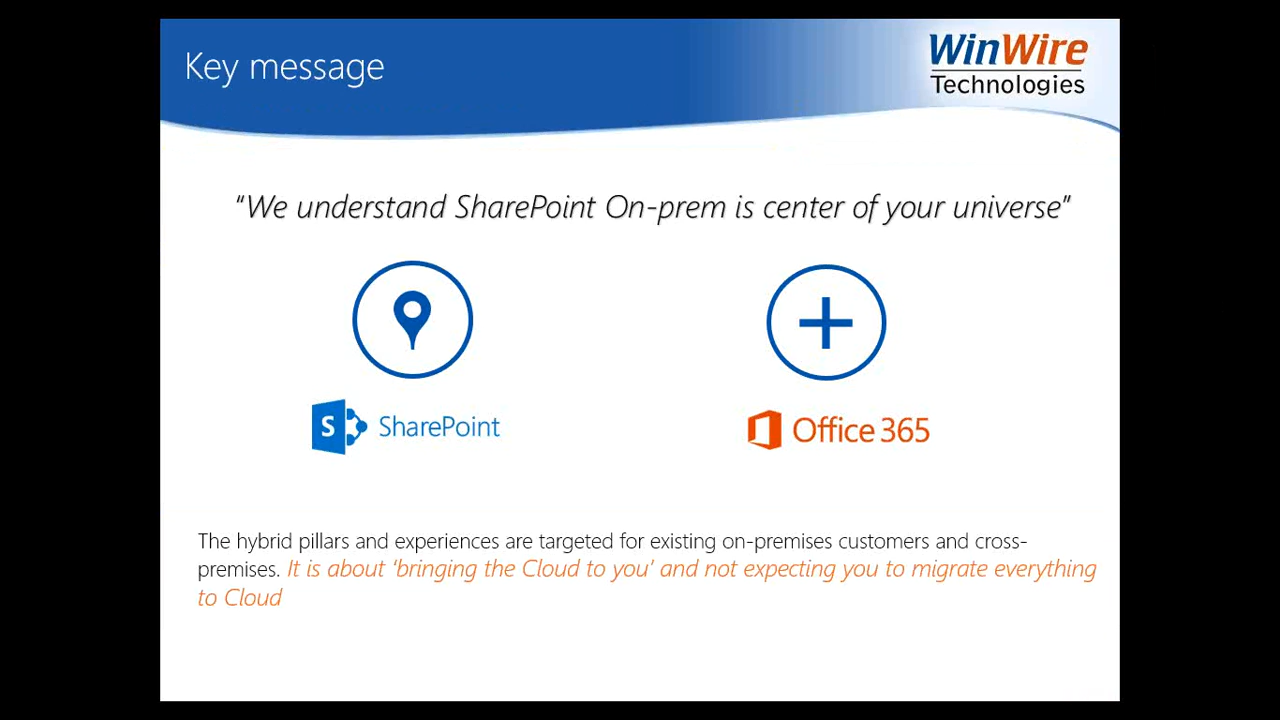 Key message
WinWire
Technologies
"We understand SharePoint On-prem is center of your universe"
S SharePoint
Office 365
The hybrid pillars and experiences are targeted for existing on-premises customers and cross-
premises. It is about 'bringing the Cloud to you' and not expecting you to migrate everything
to Cloud